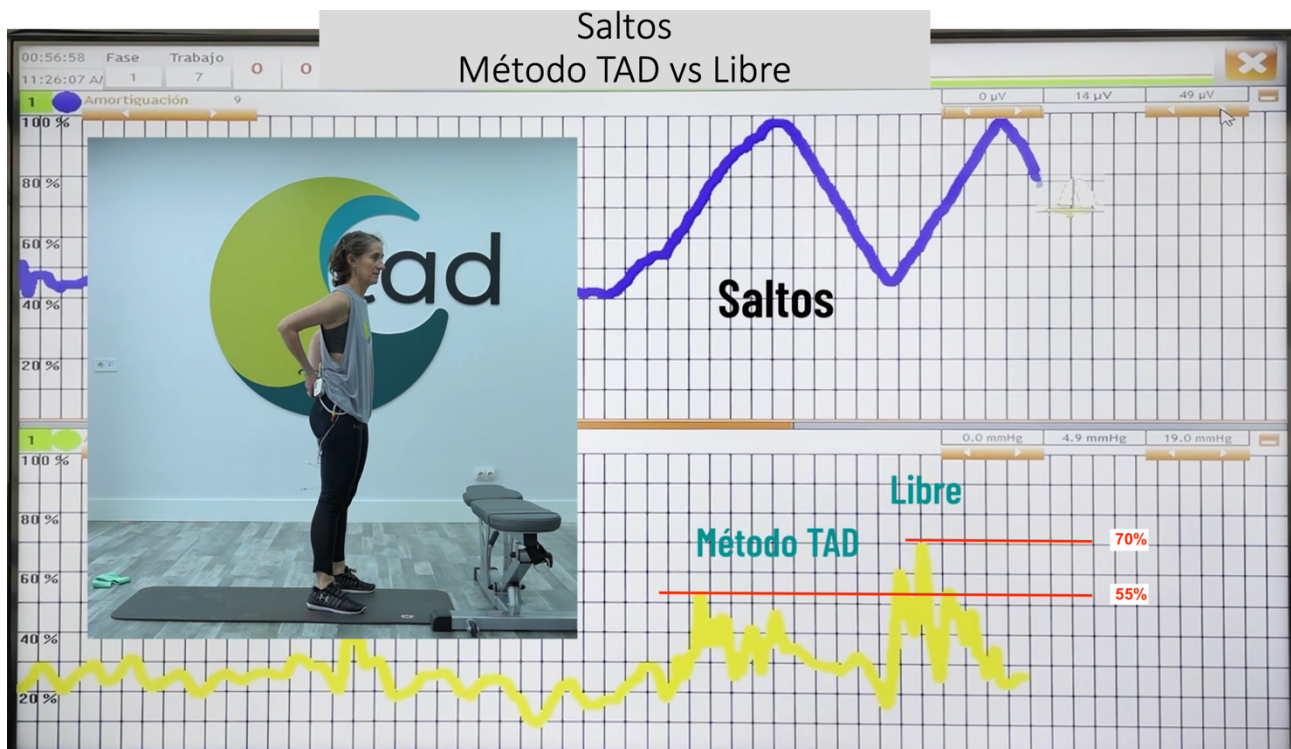 Saltos
Método TAD vs Libre
00:56:58 Fase Trabajo
11:26:07 1 7 0 0
1 Amortiguación 9 0 µV 14 µV 49 µV
100 %
80 %
60 %
40 %
20 %
tad
Saltos
1 0.0 mmHg 4.9 mmHg 19.0 mmHg
100 %
80 %
60 %
40 %
20 %
Libre
Método TAD
70%
55%